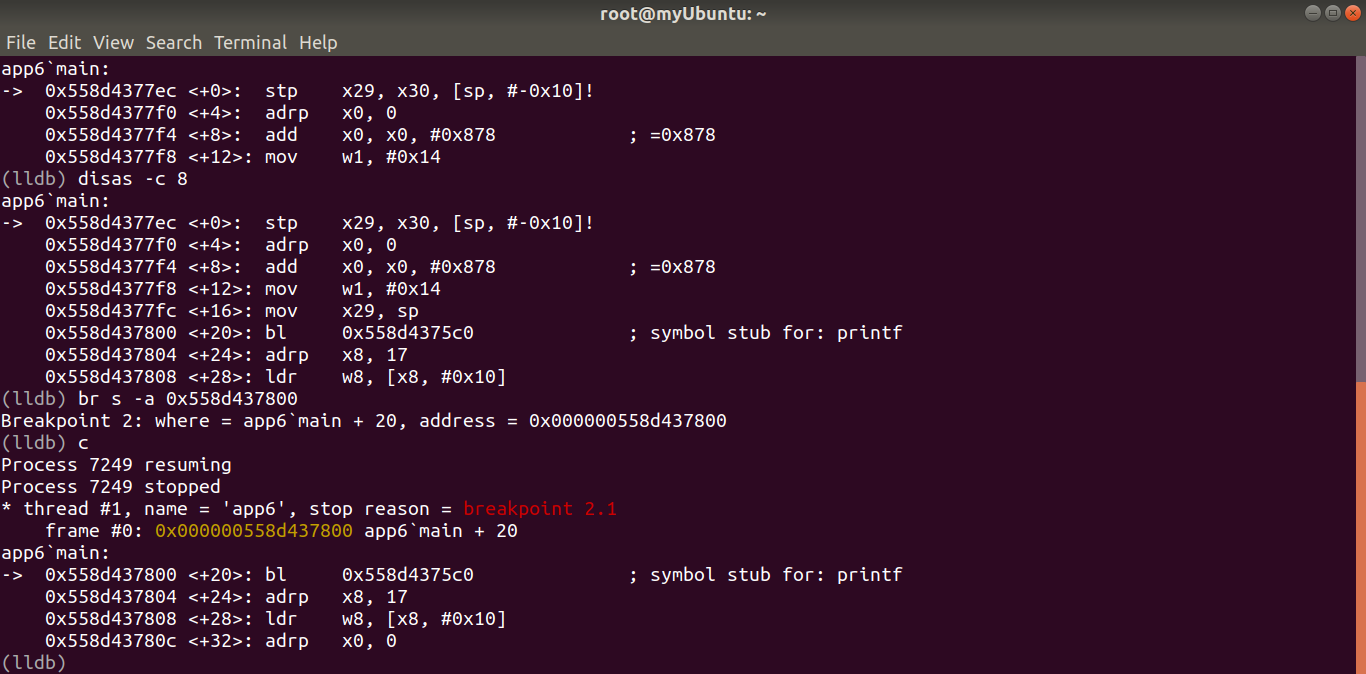 root@myUbuntu: ~
File Edit View Search Terminal Help
app6`main:
->  0x558d4377ec <+0>:  stp    x29, x30, [sp, #-0x10]!
    0x558d4377f0 <+4>:  adrp   x0, 0
    0x558d4377f4 <+8>:  add    x0, x0, #0x878            ; =0x878
    0x558d4377f8 <+12>: mov    w1, #0x14
(lldb) disas -c 8
app6`main:
->  0x558d4377ec <+0>:  stp    x29, x30, [sp, #-0x10]!
    0x558d4377f0 <+4>:  adrp   x0, 0
    0x558d4377f4 <+8>:  add    x0, x0, #0x878            ; =0x878
    0x558d4377f8 <+12>: mov    w1, #0x14
    0x558d4377fc <+16>: mov    x29, sp
    0x558d437800 <+20>: bl     0x558d4375c0              ; symbol stub for: printf
    0x558d437804 <+24>: adrp   x8, 17
    0x558d437808 <+28>: ldr    w8, [x8, #0x10]
(lldb) br s -a 0x558d437800
Breakpoint 2: where = app6`main + 20, address = 0x000000558d437800
(lldb) c
Process 7249 resuming
Process 7249 stopped
* thread #1, name = 'app6', stop reason = breakpoint 2.1
    frame #0: 0x000000558d437800 app6`main + 20
app6`main:
->  0x558d437800 <+20>: bl     0x558d4375c0              ; symbol stub for: printf
    0x558d437804 <+24>: adrp   x8, 17
    0x558d437808 <+28>: ldr    w8, [x8, #0x10]
    0x558d43780c <+32>: adrp   x0, 0
(lldb)